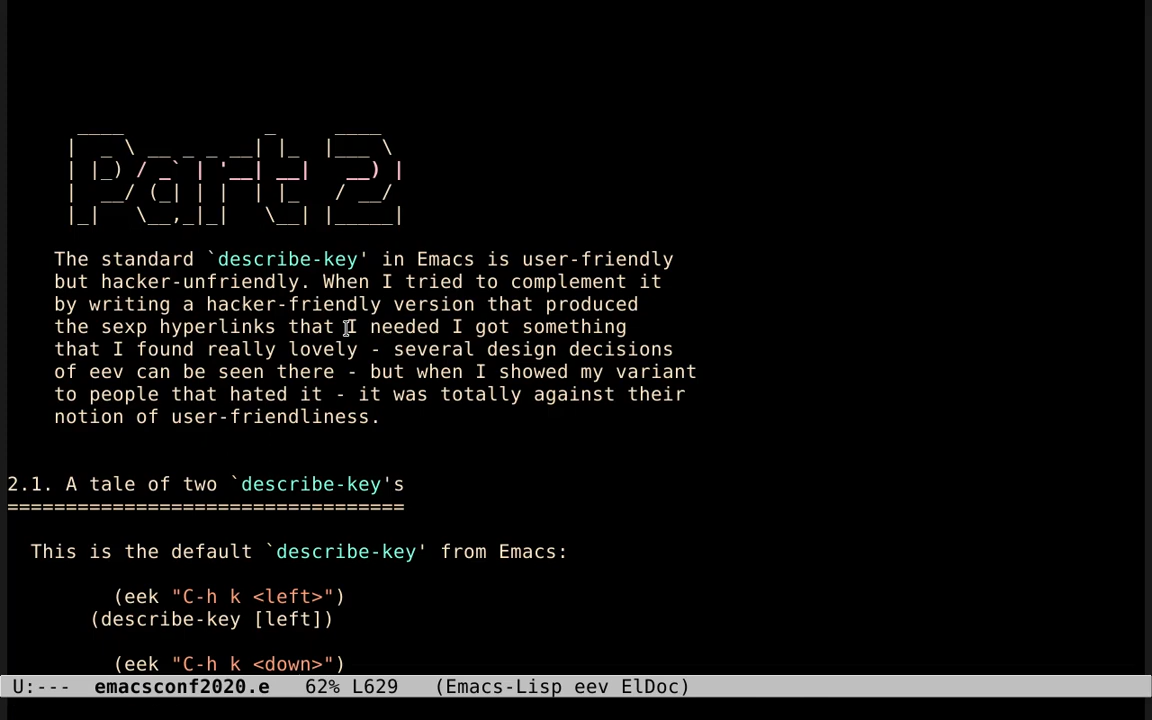 Part 2
The standard `describe-key' in Emacs is user-friendly
but hacker-unfriendly. When I tried to complement it
by writing a hacker-friendly version that produced
the sexp hyperlinks that I needed I got something
that I found really lovely - several design decisions
of eev can be seen there - but when I showed my variant
to people that hated it - it was totally against their
notion of user-friendliness.
2.1. A tale of two `describe-key's
==================================
This is the default `describe-key' from Emacs:
(eek "C-h k <left>")
(describe-key [left])
(eek "C-h k <down>")
U:---  emacsconf2020.e   62% L629   (Emacs-Lisp eev ElDoc)